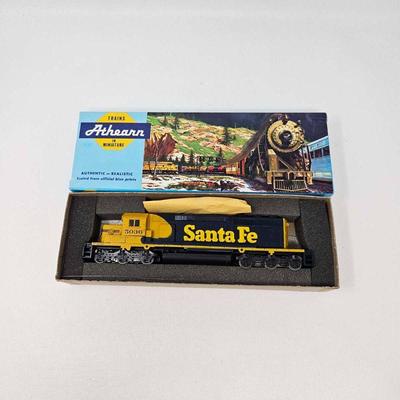 TRAINS
Athearn
IN
MINIATURE
AUTHENTIC — REALISTIC
Scaled from official blue prints
5036
Santa Fe